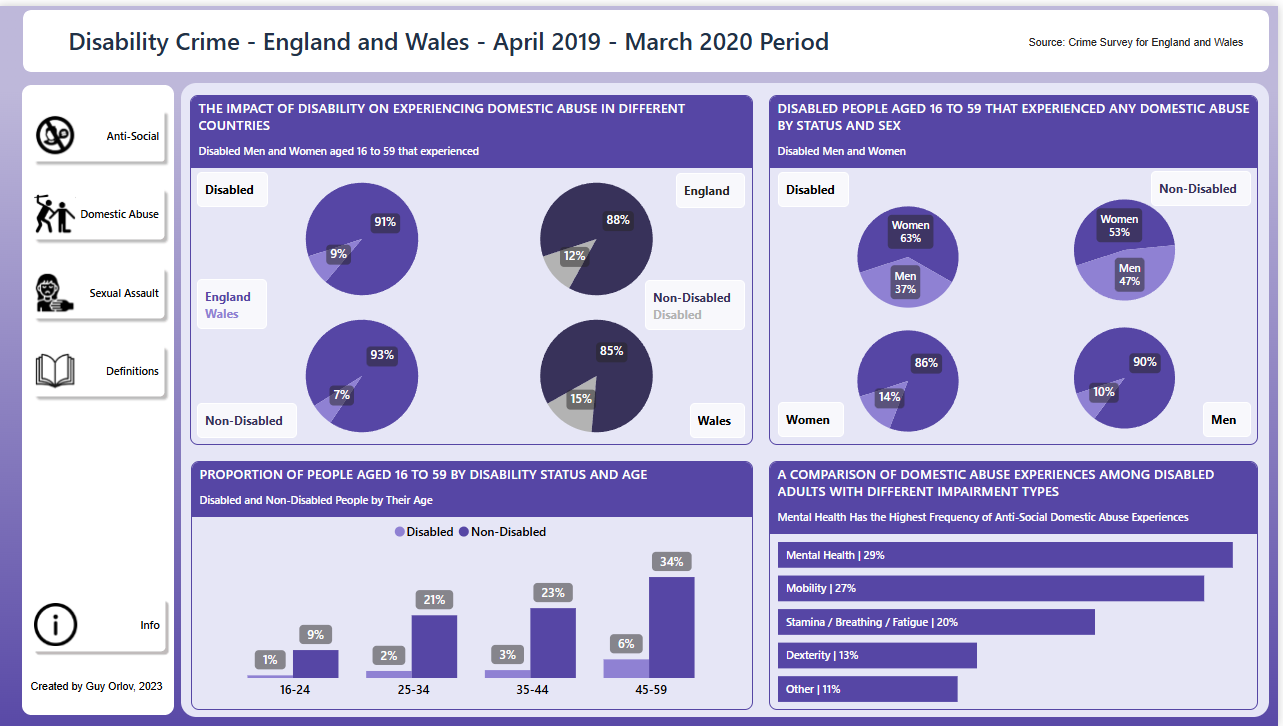 Disability Crime - England and Wales - April 2019 - March 2020 Period
Source: Crime Survey for England and Wales
Anti-Social
Domestic Abuse
Sexual Assault
Definitions
Info
Created by Guy Orlov, 2023
THE IMPACT OF DISABILITY ON EXPERIENCING DOMESTIC ABUSE IN DIFFERENT
COUNTRIES
Disabled Men and Women aged 16 to 59 that experienced
Disabled
91%
9%
England
88%
12%
England
Wales
Non-Disabled
Disabled
93%
7%
85%
15%
Non-Disabled
Wales
DISABLED PEOPLE AGED 16 TO 59 THAT EXPERIENCED ANY DOMESTIC ABUSE
BY STATUS AND SEX
Disabled Men and Women
Disabled
Women
63%
Men
37%
Non-Disabled
Women
53%
Men
47%
86%
14%
90%
10%
Women
Men
PROPORTION OF PEOPLE AGED 16 TO 59 BY DISABILITY STATUS AND AGE
Disabled and Non-Disabled People by Their Age
Disabled Non-Disabled
1% 9% 2% 21% 3% 23% 6% 34%
16-24 25-34 35-44 45-59
A COMPARISON OF DOMESTIC ABUSE EXPERIENCES AMONG DISABLED
ADULTS WITH DIFFERENT IMPAIRMENT TYPES
Mental Health Has the Highest Frequency of Anti-Social Domestic Abuse Experiences
Mental Health | 29%
Mobility | 27%
Stamina / Breathing / Fatigue | 20%
Dexterity | 13%
Other | 11%